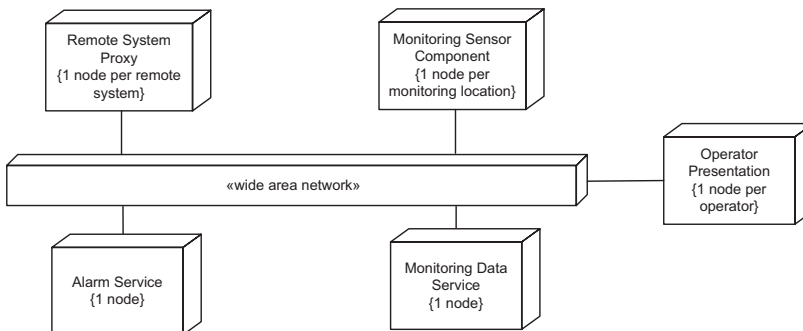 Remote System
Proxy
{1 node per remote
system}
Monitoring Sensor
Component
{1 node per
monitoring location}
Operator
Presentation
{1 node per
operator}
«wide area network»
Alarm Service
{1 node}
Monitoring Data
Service
{1 node}